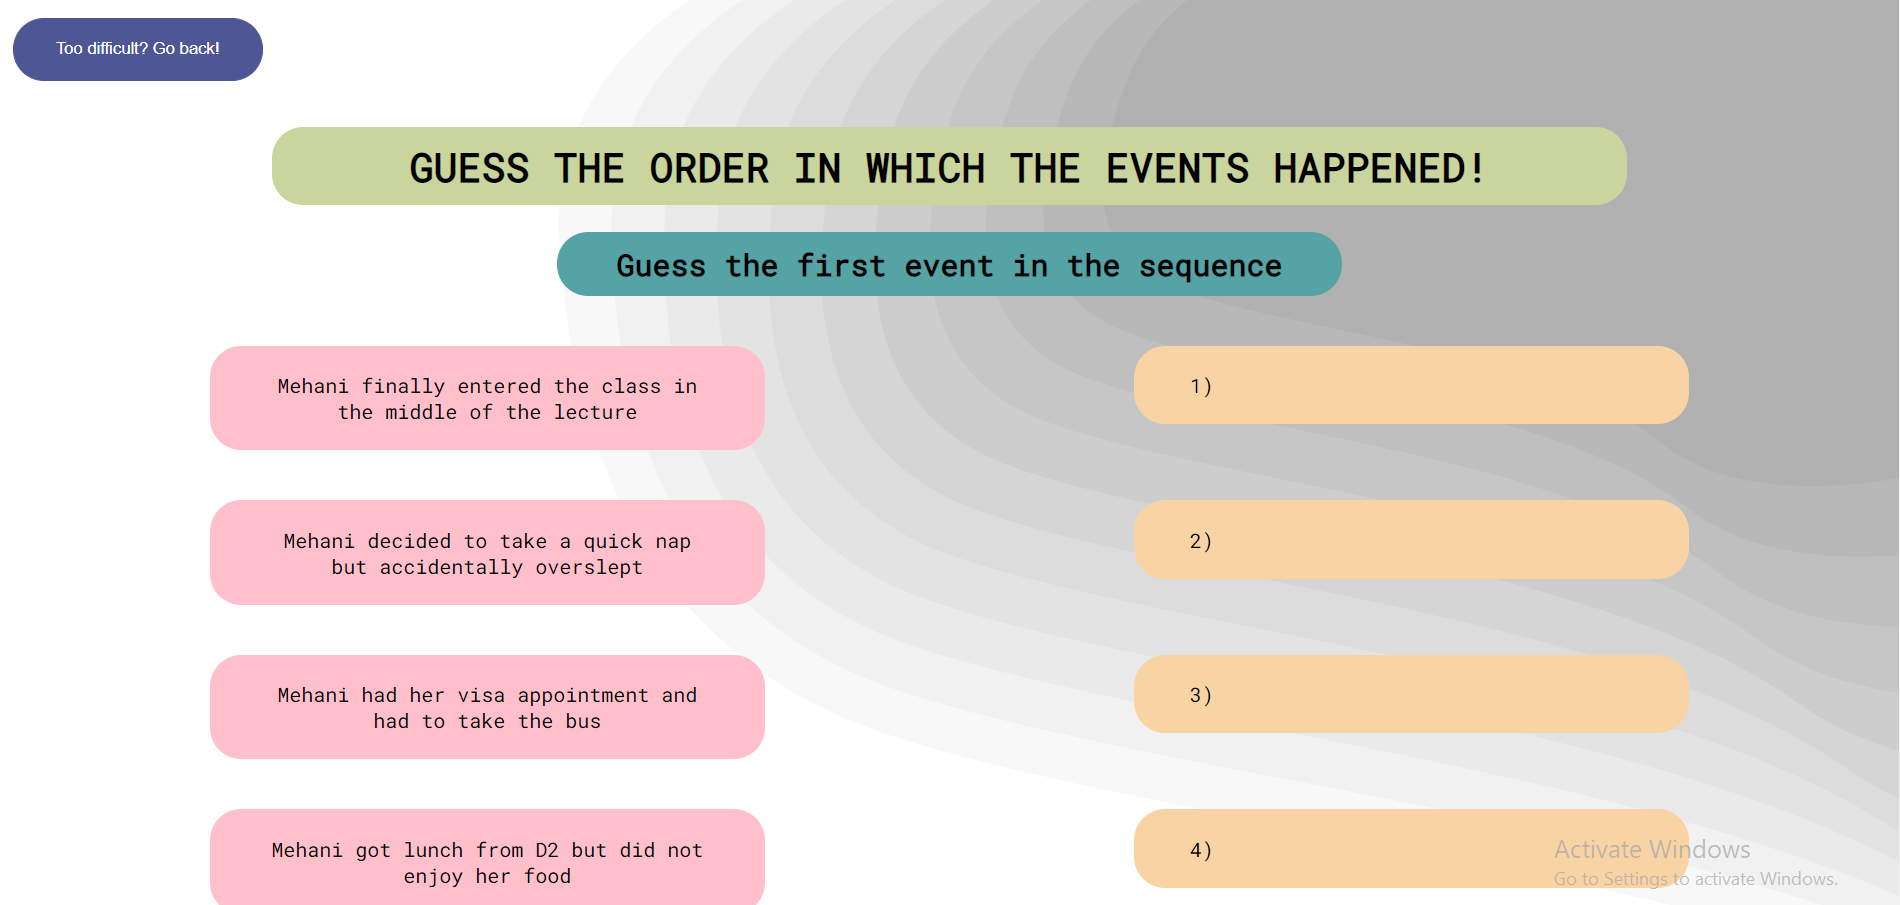 Too difficult? Go back!
GUESS THE ORDER IN WHICH THE EVENTS HAPPENED!
Guess the first event in the sequence
Mehani finally entered the class in
the middle of the lecture
1)
Mehani decided to take a quick nap
but accidentally overslept
2)
Mehani had her visa appointment and
had to take the bus
3)
Mehani got lunch from D2 but did not
enjoy her food
4)
Activate Windows
Go to Settings to activate Windows.